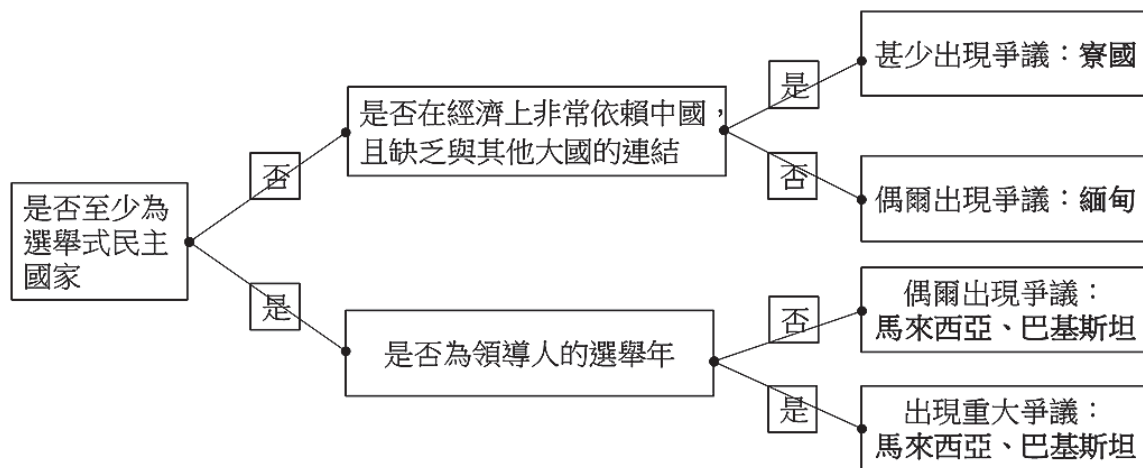 是否至少為
選舉式民主
國家
否
是
是否在經濟上非常依賴中國，
且缺乏與其他大國的連結
是
否
甚少出現爭議：寮國
偶爾出現爭議：緬甸
是否為領導人的選舉年
否
是
偶爾出現爭議：
馬來西亞、巴基斯坦
出現重大爭議：
馬來西亞、巴基斯坦